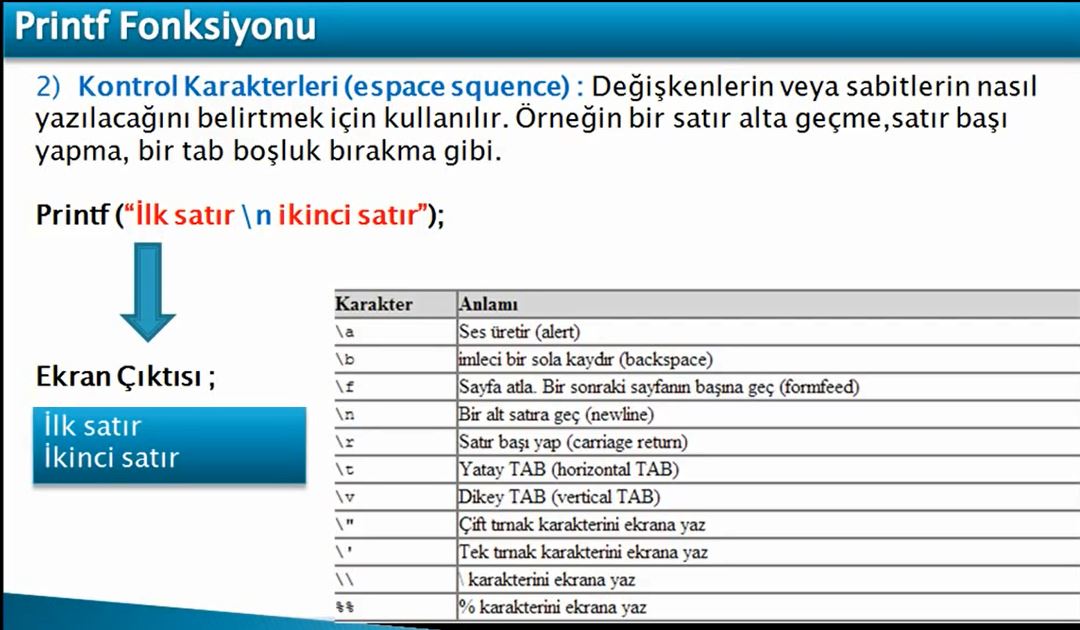 Printf Fonksiyonu
2) Kontrol Karakterleri (espace squence) : Değişkenlerin veya sabitlerin nasıl
yazılacağını belirtmek için kullanılır. Örneğin bir satır alta geçme,satır başı
yapma, bir tab boşluk bırakma gibi.
Printf (“İlk satır \n ikinci satır”);
Ekran Çıktısı ;
İlk satır
İkinci satır
Karakter Anlamı
\a Ses üretir (alert)
\b imleci bir sola kaydır (backspace)
\f Sayfa atla. Bir sonraki sayfanın başına geç (formfeed)
\n Bir alt satıra geç (newline)
\r Satır başı yap (carriage return)
\t Yatay TAB (horizontal TAB)
\v Dikey TAB (vertical TAB)
\" Çift tırnak karakterini ekrana yaz
\' Tek tırnak karakterini ekrana yaz
\\ \ karakterini ekrana yaz
%% % karakterini ekrana yaz